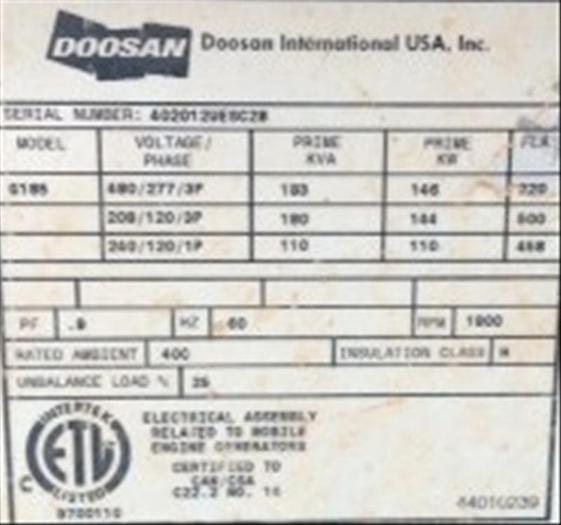 DOOSAN Doosan International USA, Inc.
SERIAL NUMBER:
MODEL VOLTAGE/ PHASE PRIME KVA PRIME KW FLA
G185 480/277/3P 183 146 220
208/120/3P 180 144 500
240/120/1P 110 110 458
PF HZ 60 RPM 1800
RATED AMBIENT INSULATION CLASS H
UNBALANCE LOAD % 25
INTERTEK
ETL
C LISTED
9700110
ELECTRICAL ASSEMBLY
RELATED TO MOBILE
ENGINE GENERATORS
CERTIFIED TO
CAN/CSA
C22.2 NO. 14
44010239